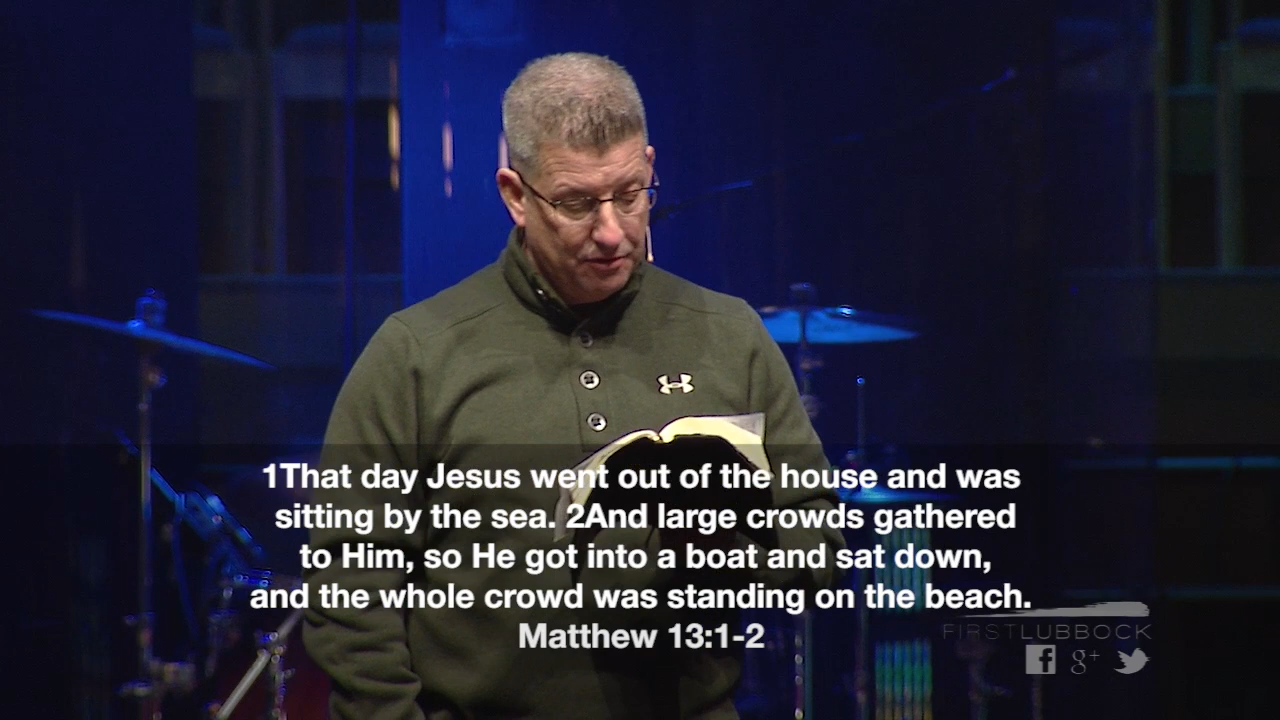 1That day Jesus went out of the house and was
sitting by the sea. 2And large crowds gathered
to Him, so He got into a boat and sat down,
and the whole crowd was standing on the beach.
Matthew 13:1-2
FIRSTLUBBOCK
f g+